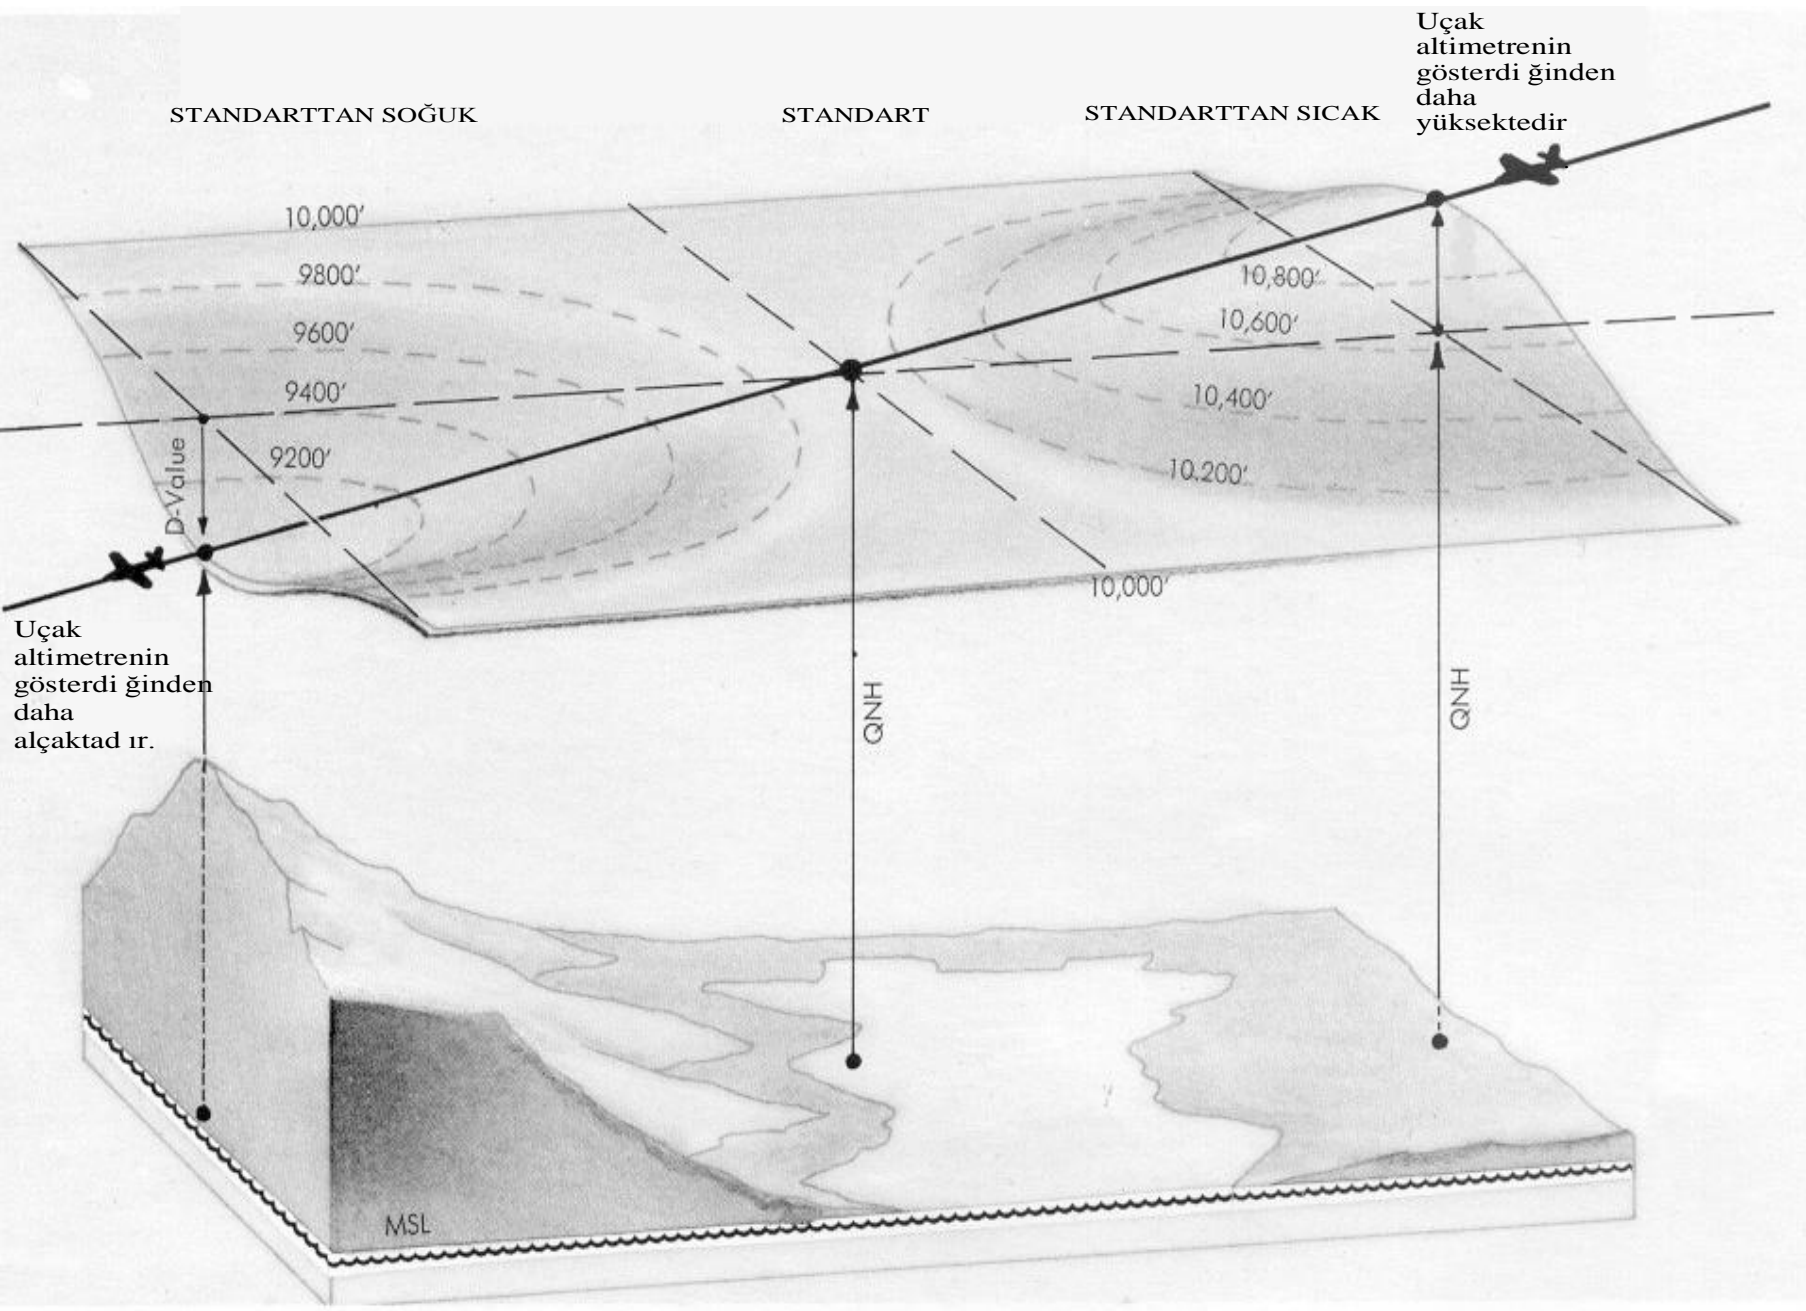 Uçak
altimetrenin
gösterdi ğinden
daha
yüksektedir
STANDARTTAN SOĞUK
STANDART
STANDARTTAN SICAK
10,000'
9800'
9600'
9400'
9200'
D-Value
10,800'
10,600'
10,400'
10,200'
10,000'
Uçak
altimetrenin
gösterdi ğinden
daha
alçaktad ır.
QNH
QNH
MSL